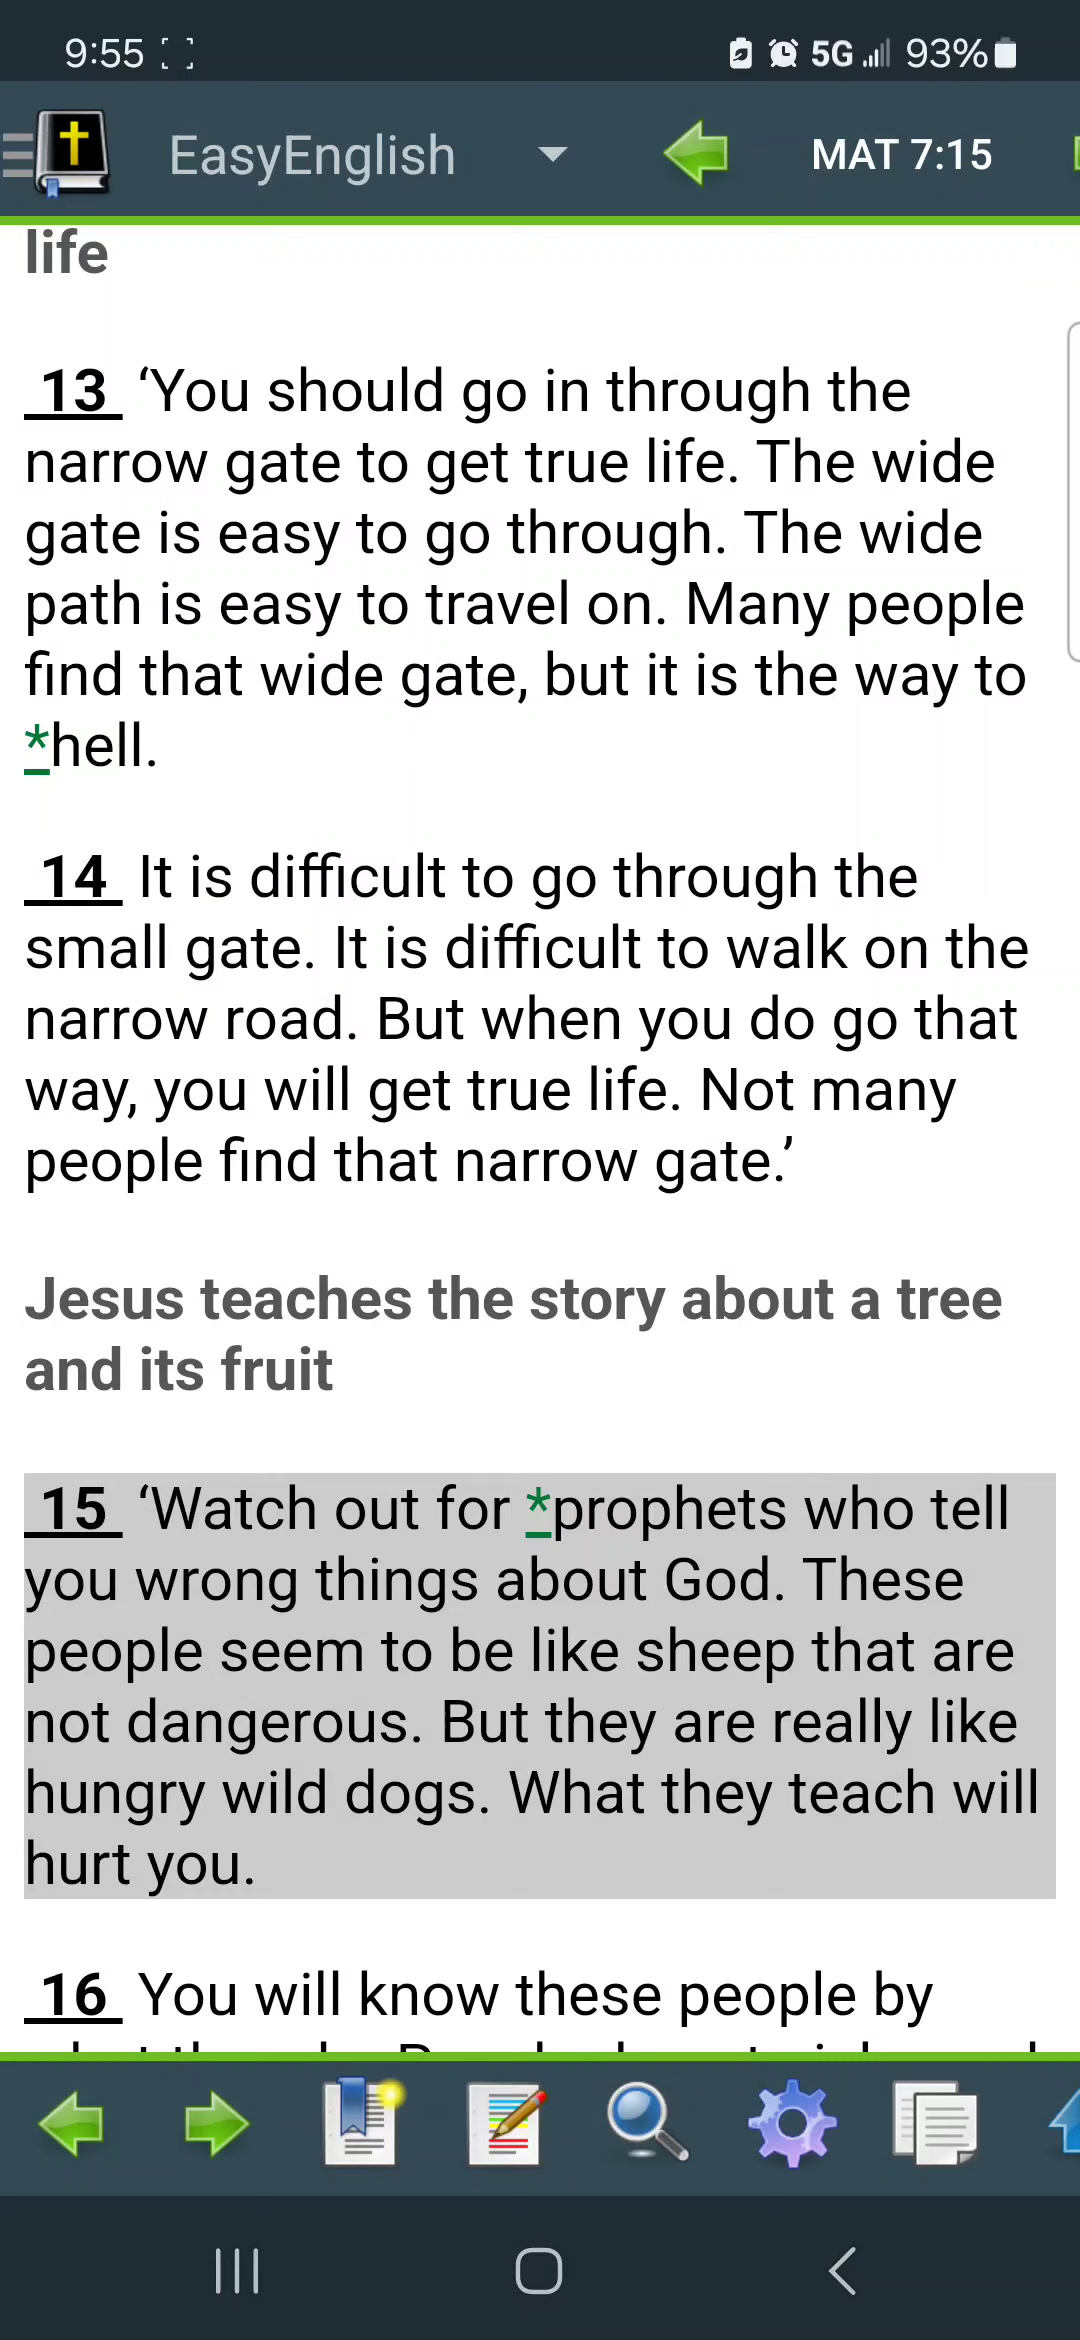 9:55
5G 93%
EasyEnglish MAT 7:15
life
13 ‘You should go in through the
narrow gate to get true life. The wide
gate is easy to go through. The wide
path is easy to travel on. Many people
find that wide gate, but it is the way to
*hell.
14 It is difficult to go through the
small gate. It is difficult to walk on the
narrow road. But when you do go that
way, you will get true life. Not many
people find that narrow gate.’
Jesus teaches the story about a tree
and its fruit
15 ‘Watch out for *prophets who tell
you wrong things about God. These
people seem to be like sheep that are
not dangerous. But they are really like
hungry wild dogs. What they teach will
hurt you.
16 You will know these people by